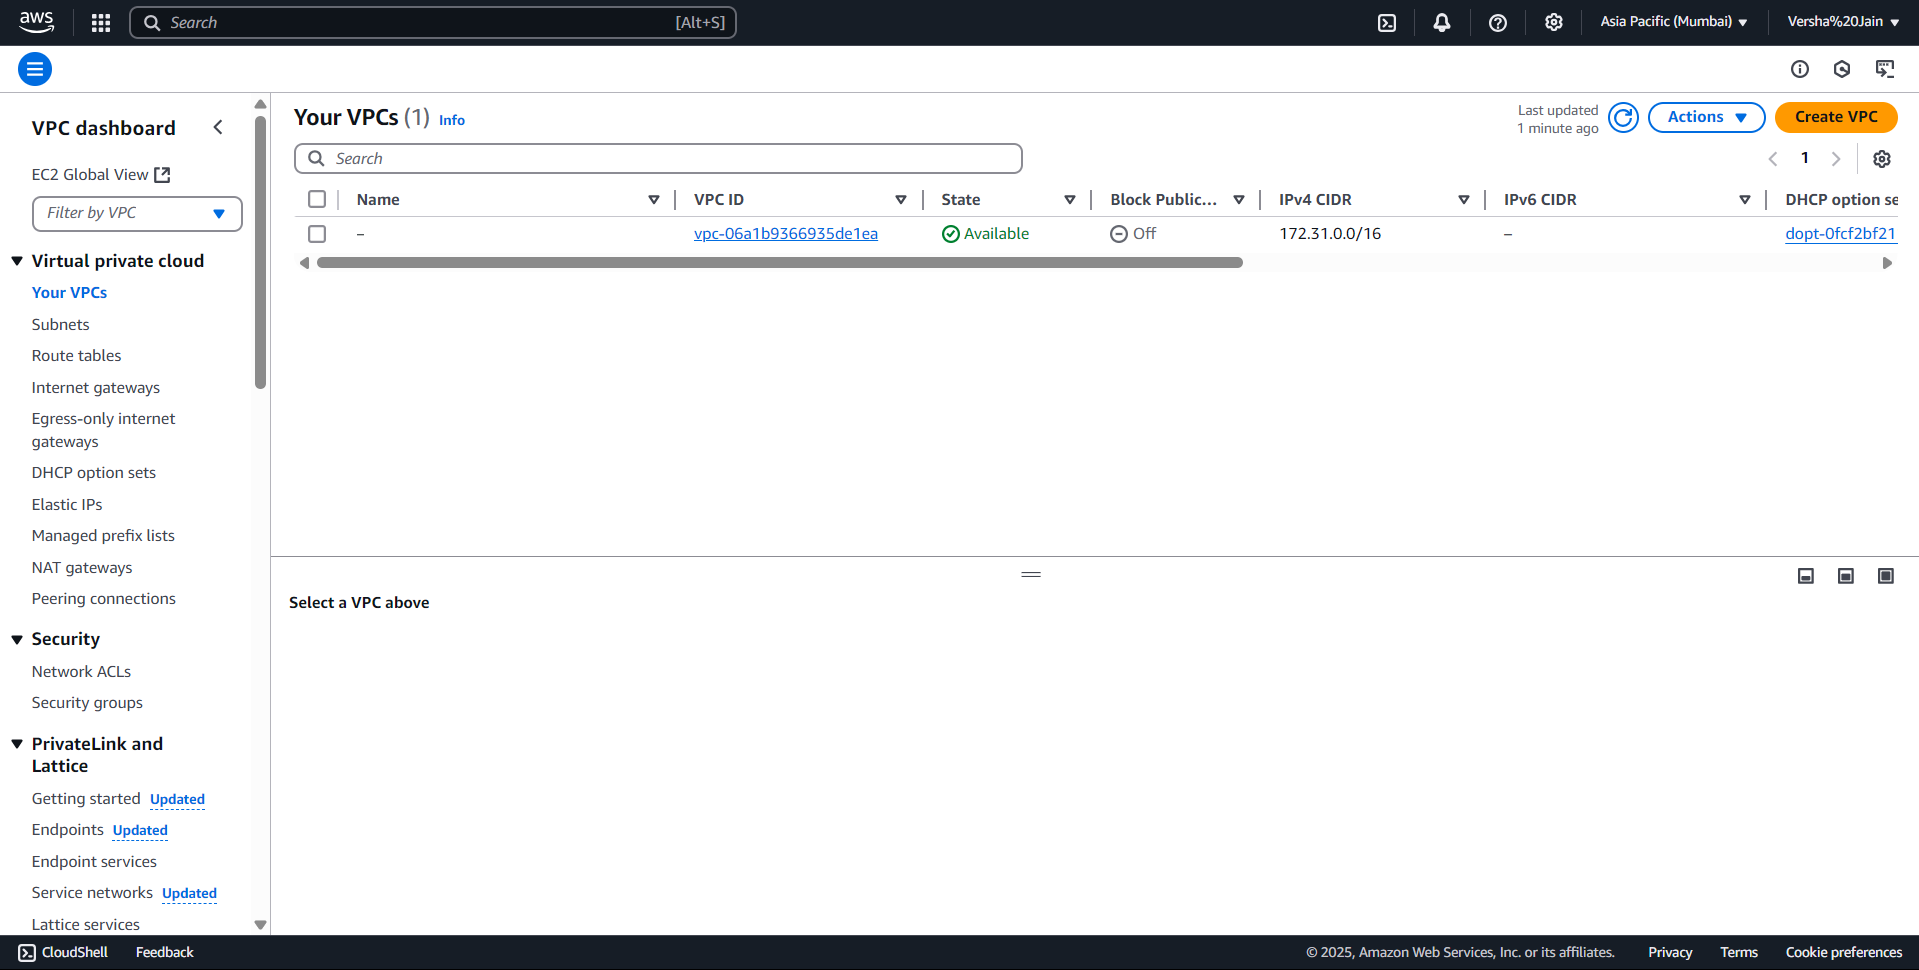 aws
Search [Alt+S]
Asia Pacific (Mumbai)
Versha%20Jain
VPC dashboard
EC2 Global View
Filter by VPC
Virtual private cloud
Your VPCs
Subnets
Route tables
Internet gateways
Egress-only internet
gateways
DHCP option sets
Elastic IPs
Managed prefix lists
NAT gateways
Peering connections
Security
Network ACLs
Security groups
PrivateLink and
Lattice
Getting started Updated
Endpoints Updated
Endpoint services
Service networks Updated
Lattice services
Your VPCs (1) Info
Last updated
1 minute ago
Actions
Create VPC
Search
1
Name VPC ID State Block Public... IPv4 CIDR IPv6 CIDR DHCP option se
– vpc-06a1b9366935de1ea Available Off 172.31.0.0/16 – dopt-0fcf2bf21
Select a VPC above
CloudShell Feedback © 2025, Amazon Web Services, Inc. or its affiliates. Privacy Terms Cookie preferences